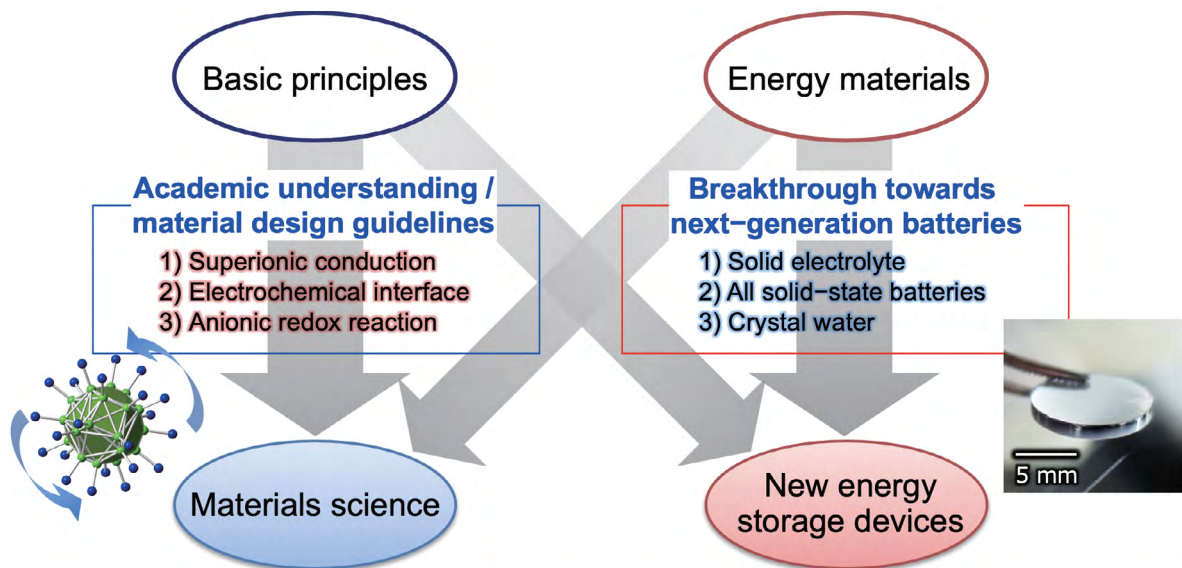 Basic principles
Energy materials
Academic understanding /
material design guidelines
1) Superionic conduction
2) Electrochemical interface
3) Anionic redox reaction
Breakthrough towards
next−generation batteries
1) Solid electrolyte
2) All solid−state batteries
3) Crystal water
5 mm
Materials science
New energy
storage devices